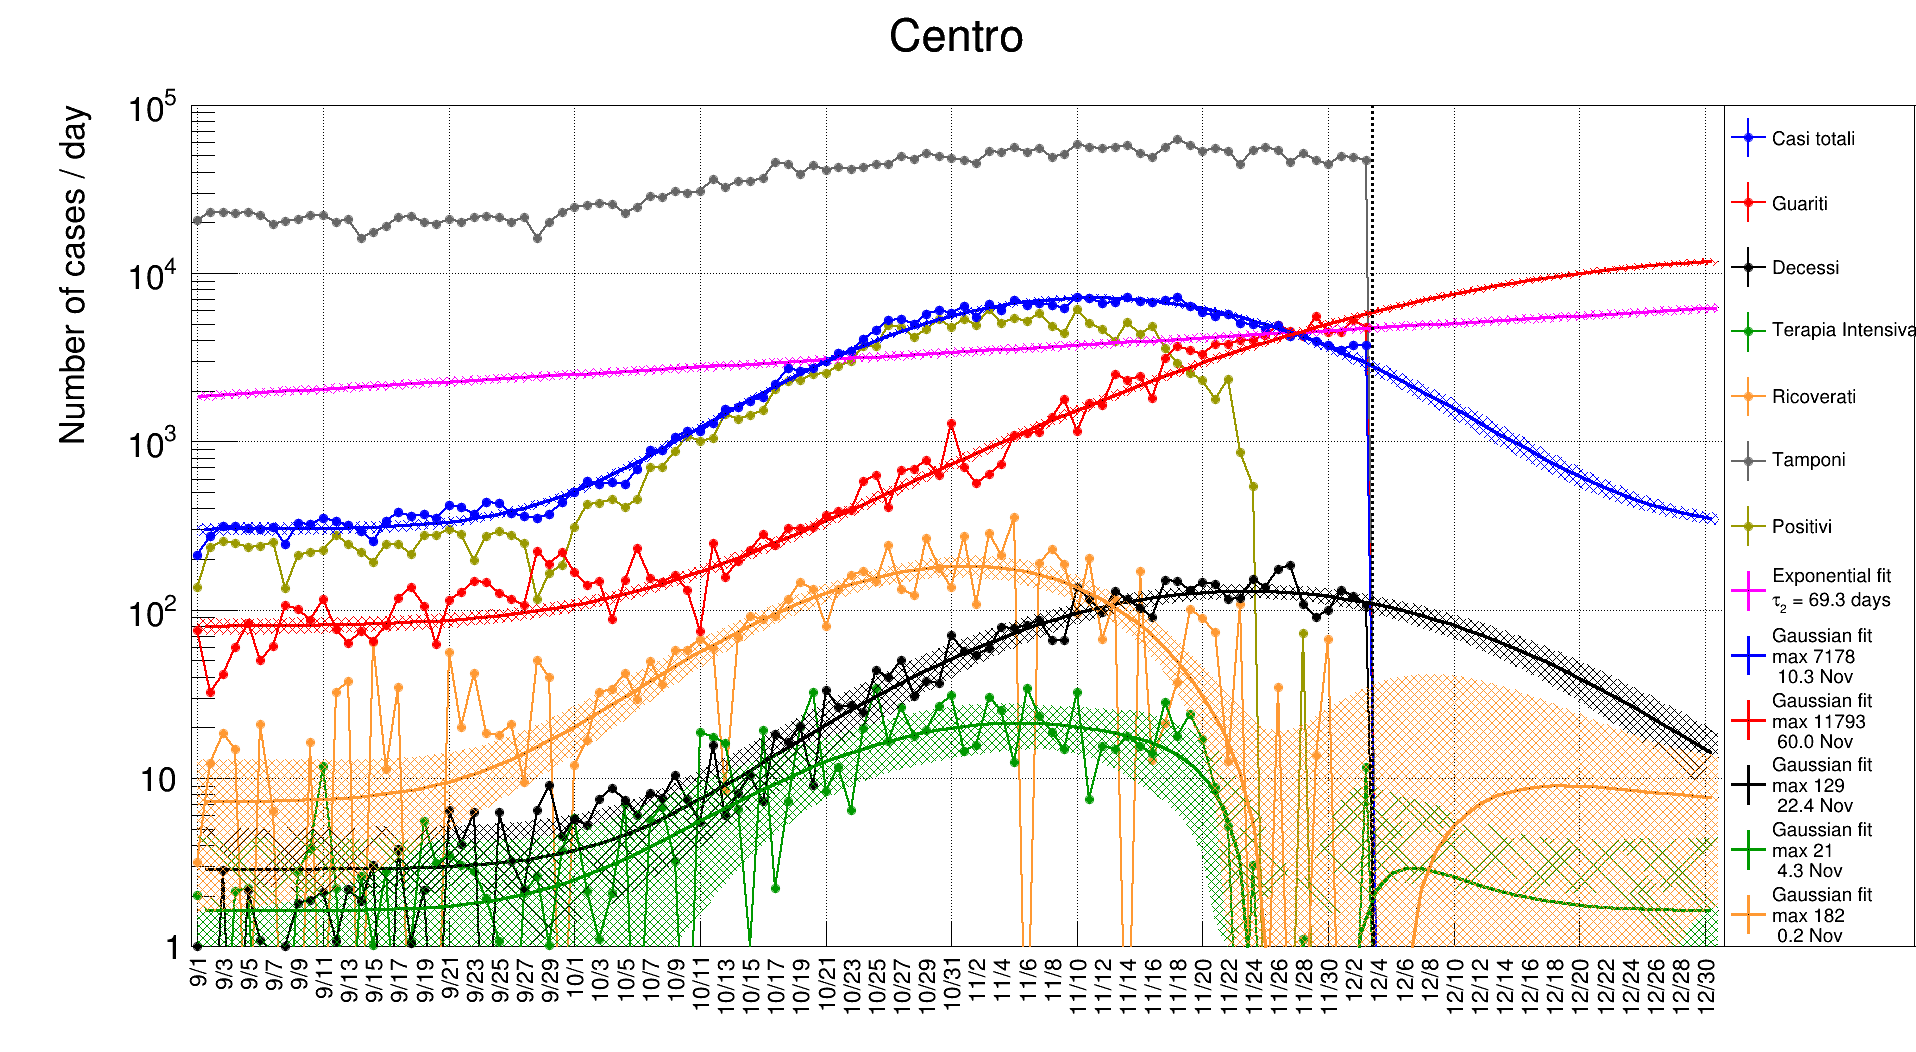 Centro
Number of cases / day
10^5
10^4
10^3
10^2
10
1
9/1
9/3
9/5
9/7
9/9
9/11
9/13
9/15
9/17
9/19
9/21
9/23
9/25
9/27
9/29
10/1
10/3
10/5
10/7
10/9
10/11
10/13
10/15
10/17
10/19
10/21
10/23
10/25
10/27
10/29
10/31
11/2
11/4
11/6
11/8
11/10
11/12
11/14
11/16
11/18
11/20
11/22
11/24
11/26
11/28
11/30
12/2
12/4
12/6
12/8
12/10
12/12
12/14
12/16
12/18
12/20
12/22
12/24
12/26
12/28
12/30
Casi totali
Guariti
Decessi
Terapia Intensiva
Ricoverati
Tamponi
Positivi
Exponential fit
τ₂ = 69.3 days
Gaussian fit
max 7178
10.3 Nov
Gaussian fit
max 11793
60.0 Nov
Gaussian fit
max 129
22.4 Nov
Gaussian fit
max 21
4.3 Nov
Gaussian fit
max 182
0.2 Nov